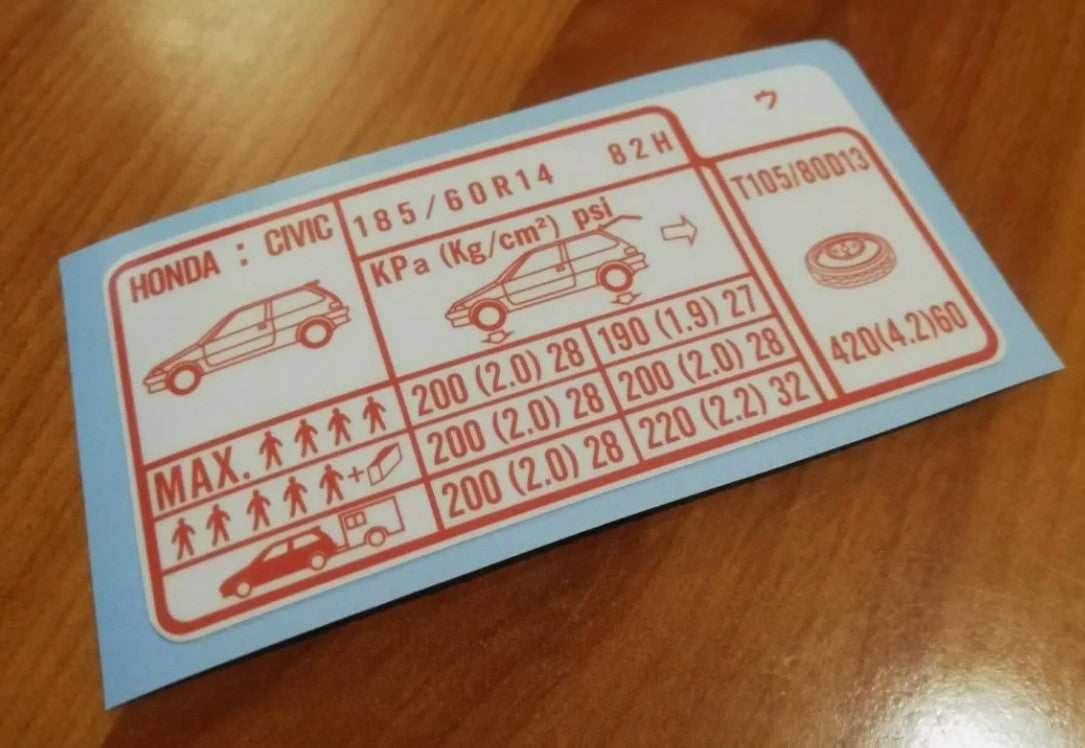 ウ
HONDA : CIVIC
185/60R14 82H
T105/80D13
KPa (Kg/cm²) psi
MAX.
200 (2.0) 28 190 (1.9) 27
200 (2.0) 28 200 (2.0) 28
200 (2.0) 28 220 (2.2) 32
+
420(4.2)60